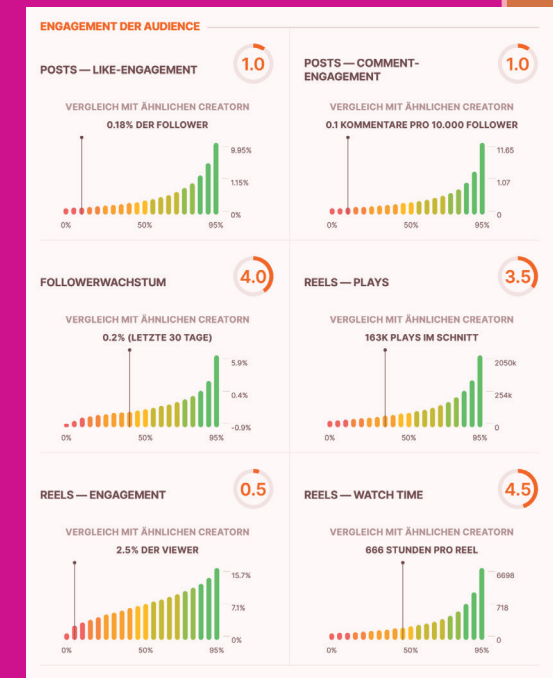 ENGAGEMENT DER AUDIENCE
POSTS — LIKE-ENGAGEMENT
1.0
VERGLEICH MIT ÄHNLICHEN CREATORN
0.18% DER FOLLOWER
9.95%
1.15%
0%
0%
50%
95%
POSTS — COMMENT-
ENGAGEMENT
1.0
VERGLEICH MIT ÄHNLICHEN CREATORN
0.1 KOMMENTARE PRO 10.000 FOLLOWER
11.65
1.07
0
0%
50%
95%
FOLLOWERWACHSTUM
4.0
VERGLEICH MIT ÄHNLICHEN CREATORN
0.2% (LETZTE 30 TAGE)
5.9%
0.4%
-0.9%
0%
50%
95%
REELS — PLAYS
3.5
VERGLEICH MIT ÄHNLICHEN CREATORN
163K PLAYS IM SCHNITT
2050k
254k
0
0%
50%
95%
REELS — ENGAGEMENT
0.5
VERGLEICH MIT ÄHNLICHEN CREATORN
2.5% DER VIEWER
15.7%
7.1%
0%
0%
50%
95%
REELS — WATCH TIME
4.5
VERGLEICH MIT ÄHNLICHEN CREATORN
666 STUNDEN PRO REEL
6698
718
0
0%
50%
95%